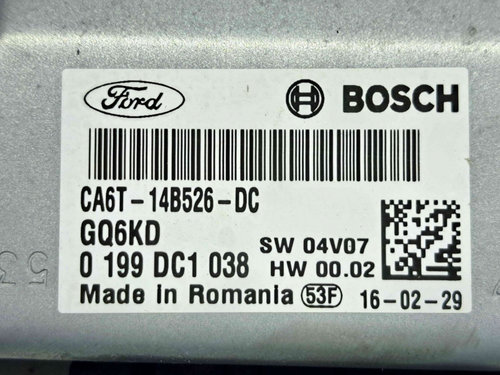 Ford BOSCH
CA6T-14B526-DC
GQ6KD SW 04V07
0 199 DC1 038 HW 00.02
Made in Romania 53F 16-02-29
53